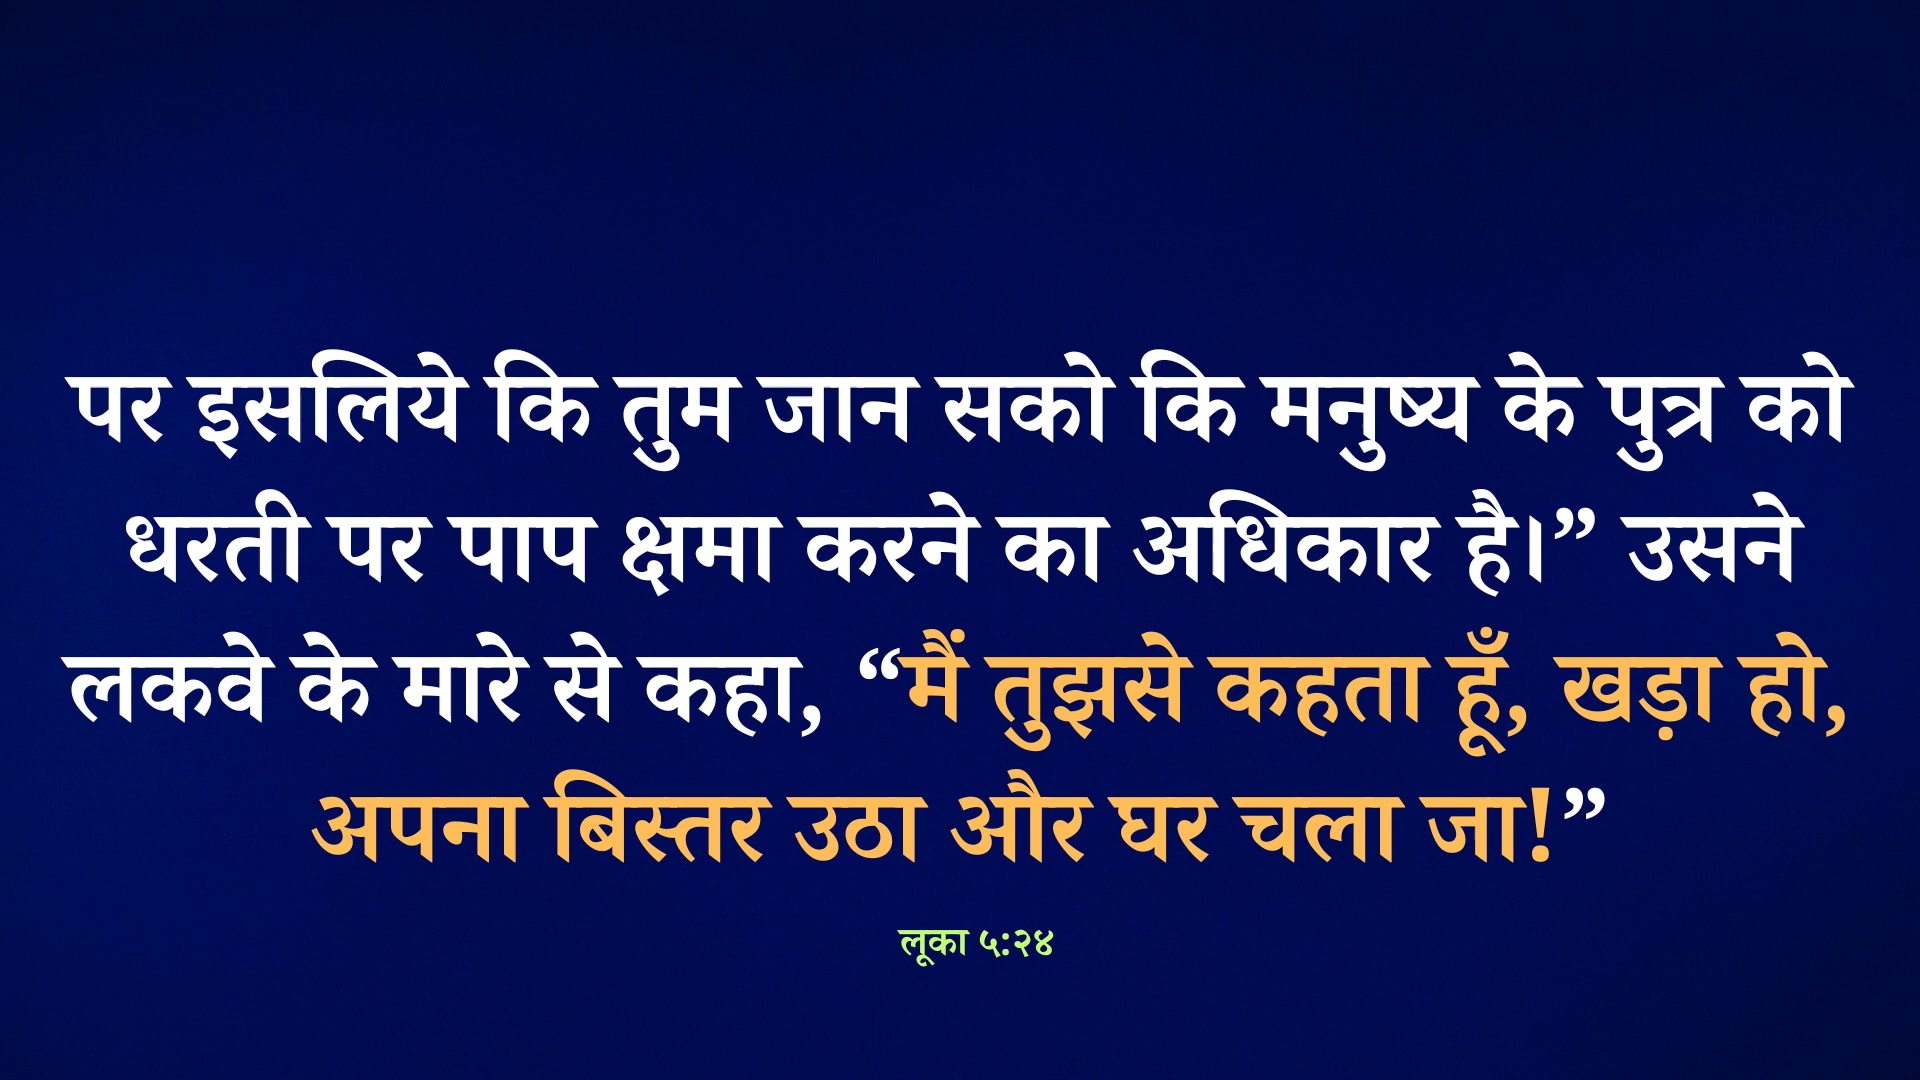 पर इसलिये कि तुम जान सको कि मनुष्य के पुत्र को
धरती पर पाप क्षमा करने का अधिकार है।” उसने
लकवे के मारे से कहा, “मैं तुझसे कहता हूँ, खड़ा हो,
अपना बिस्तर उठा और घर चला जा!”
लूका ५:२४